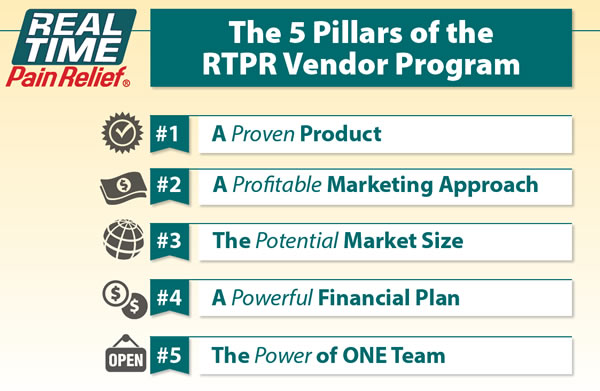 REAL
TIME
Pain Relief®
The 5 Pillars of the
RTPR Vendor Program
#1 A Proven Product
#2 A Profitable Marketing Approach
$
#3 The Potential Market Size
$ $
#4 A Powerful Financial Plan
OPEN
#5 The Power of ONE Team